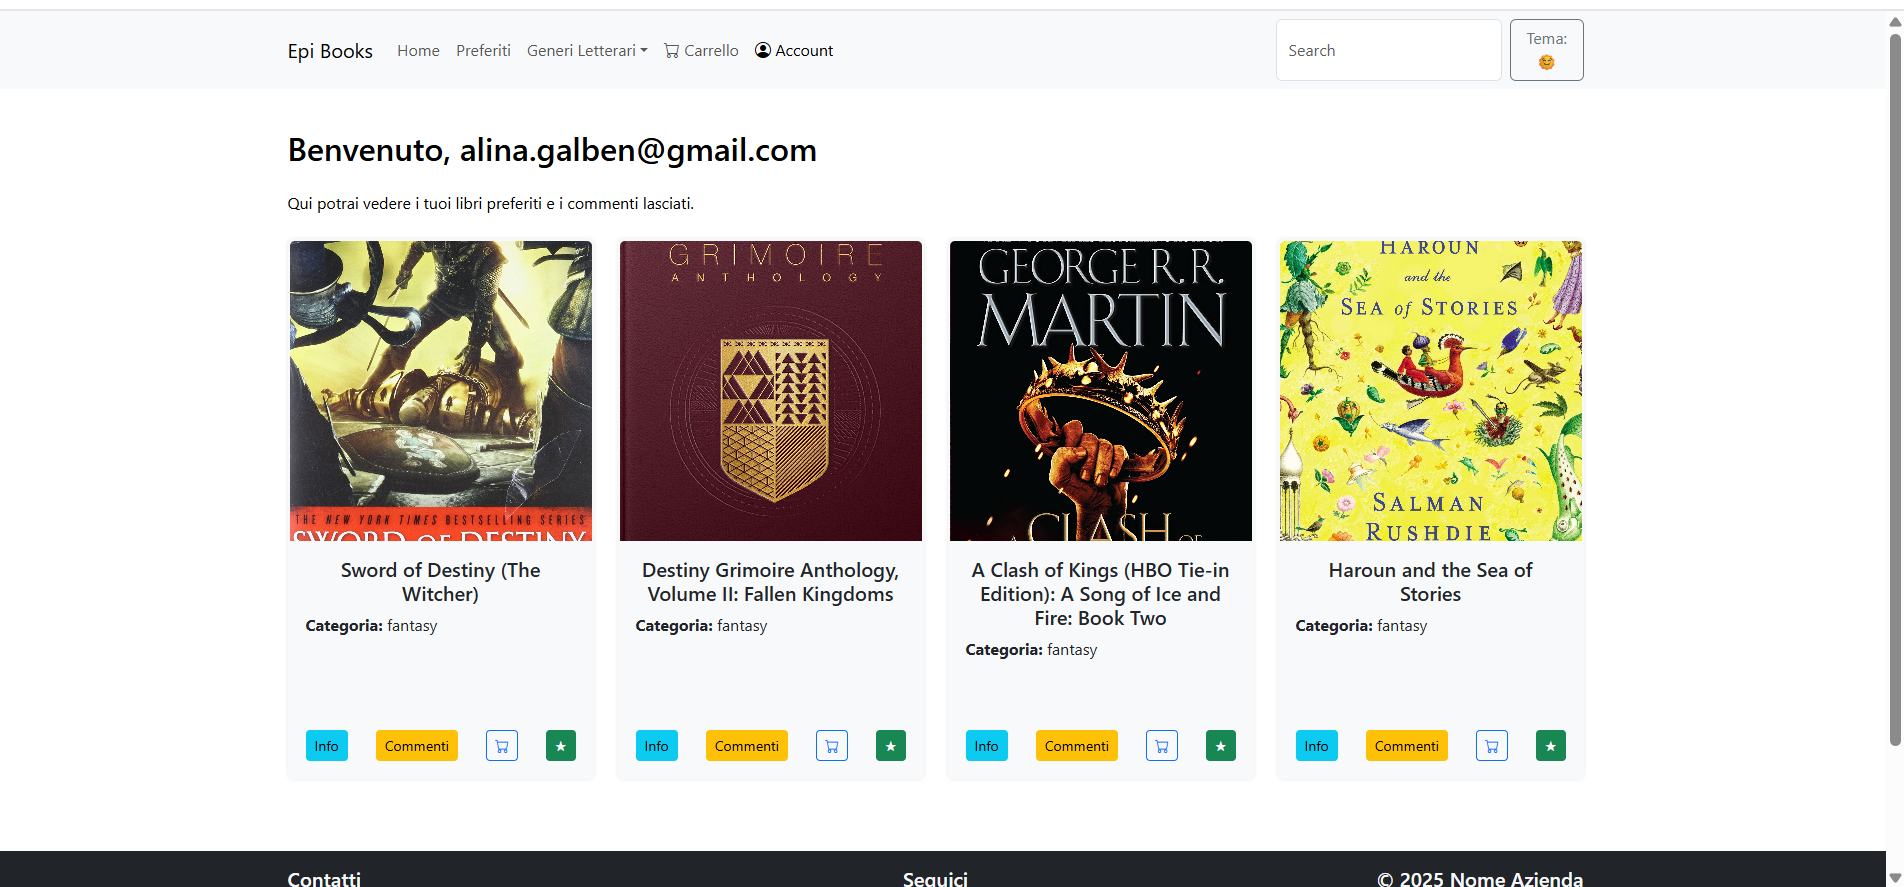 Epi Books Home Preferiti Generi Letterari Carrello Account Search Tema:
Benvenuto, alina.galben@gmail.com
Qui potrai vedere i tuoi libri preferiti e i commenti lasciati.
THE NEW YORK TIMES BESTSELLING SERIES
SWORD OF DESTINY
GRIMOIRE
ANTHOLOGY
GEORGE R. R.
MARTIN
A CLASH OF
HAROUN
and the
SEA of STORIES
SALMAN
RUSHDIE
Sword of Destiny (The
Witcher)
Categoria: fantasy
Info Commenti
Destiny Grimoire Anthology,
Volume II: Fallen Kingdoms
Categoria: fantasy
Info Commenti
A Clash of Kings (HBO Tie-in
Edition): A Song of Ice and
Fire: Book Two
Categoria: fantasy
Info Commenti
Haroun and the Sea of
Stories
Categoria: fantasy
Info Commenti
Contatti Seguici © 2025 Nome Azienda